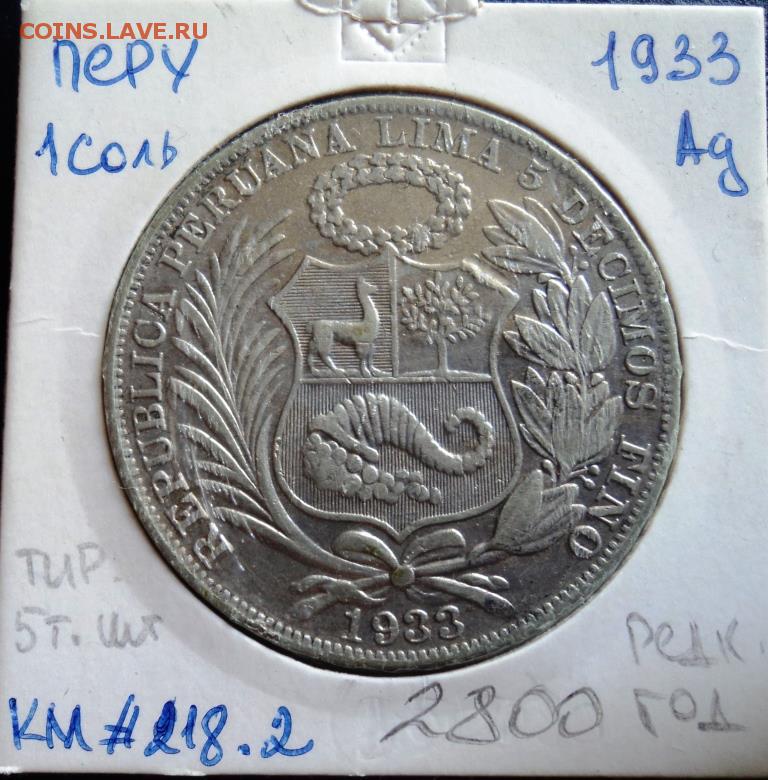 COINS.LAVE.RU
Перу
1933
1 соль
Ag
REPUBLICA PERUANA LIMA 5 DECIMOS FINO
1933
тир.
5 т. шт
редк.
год
2800
KM #218.2